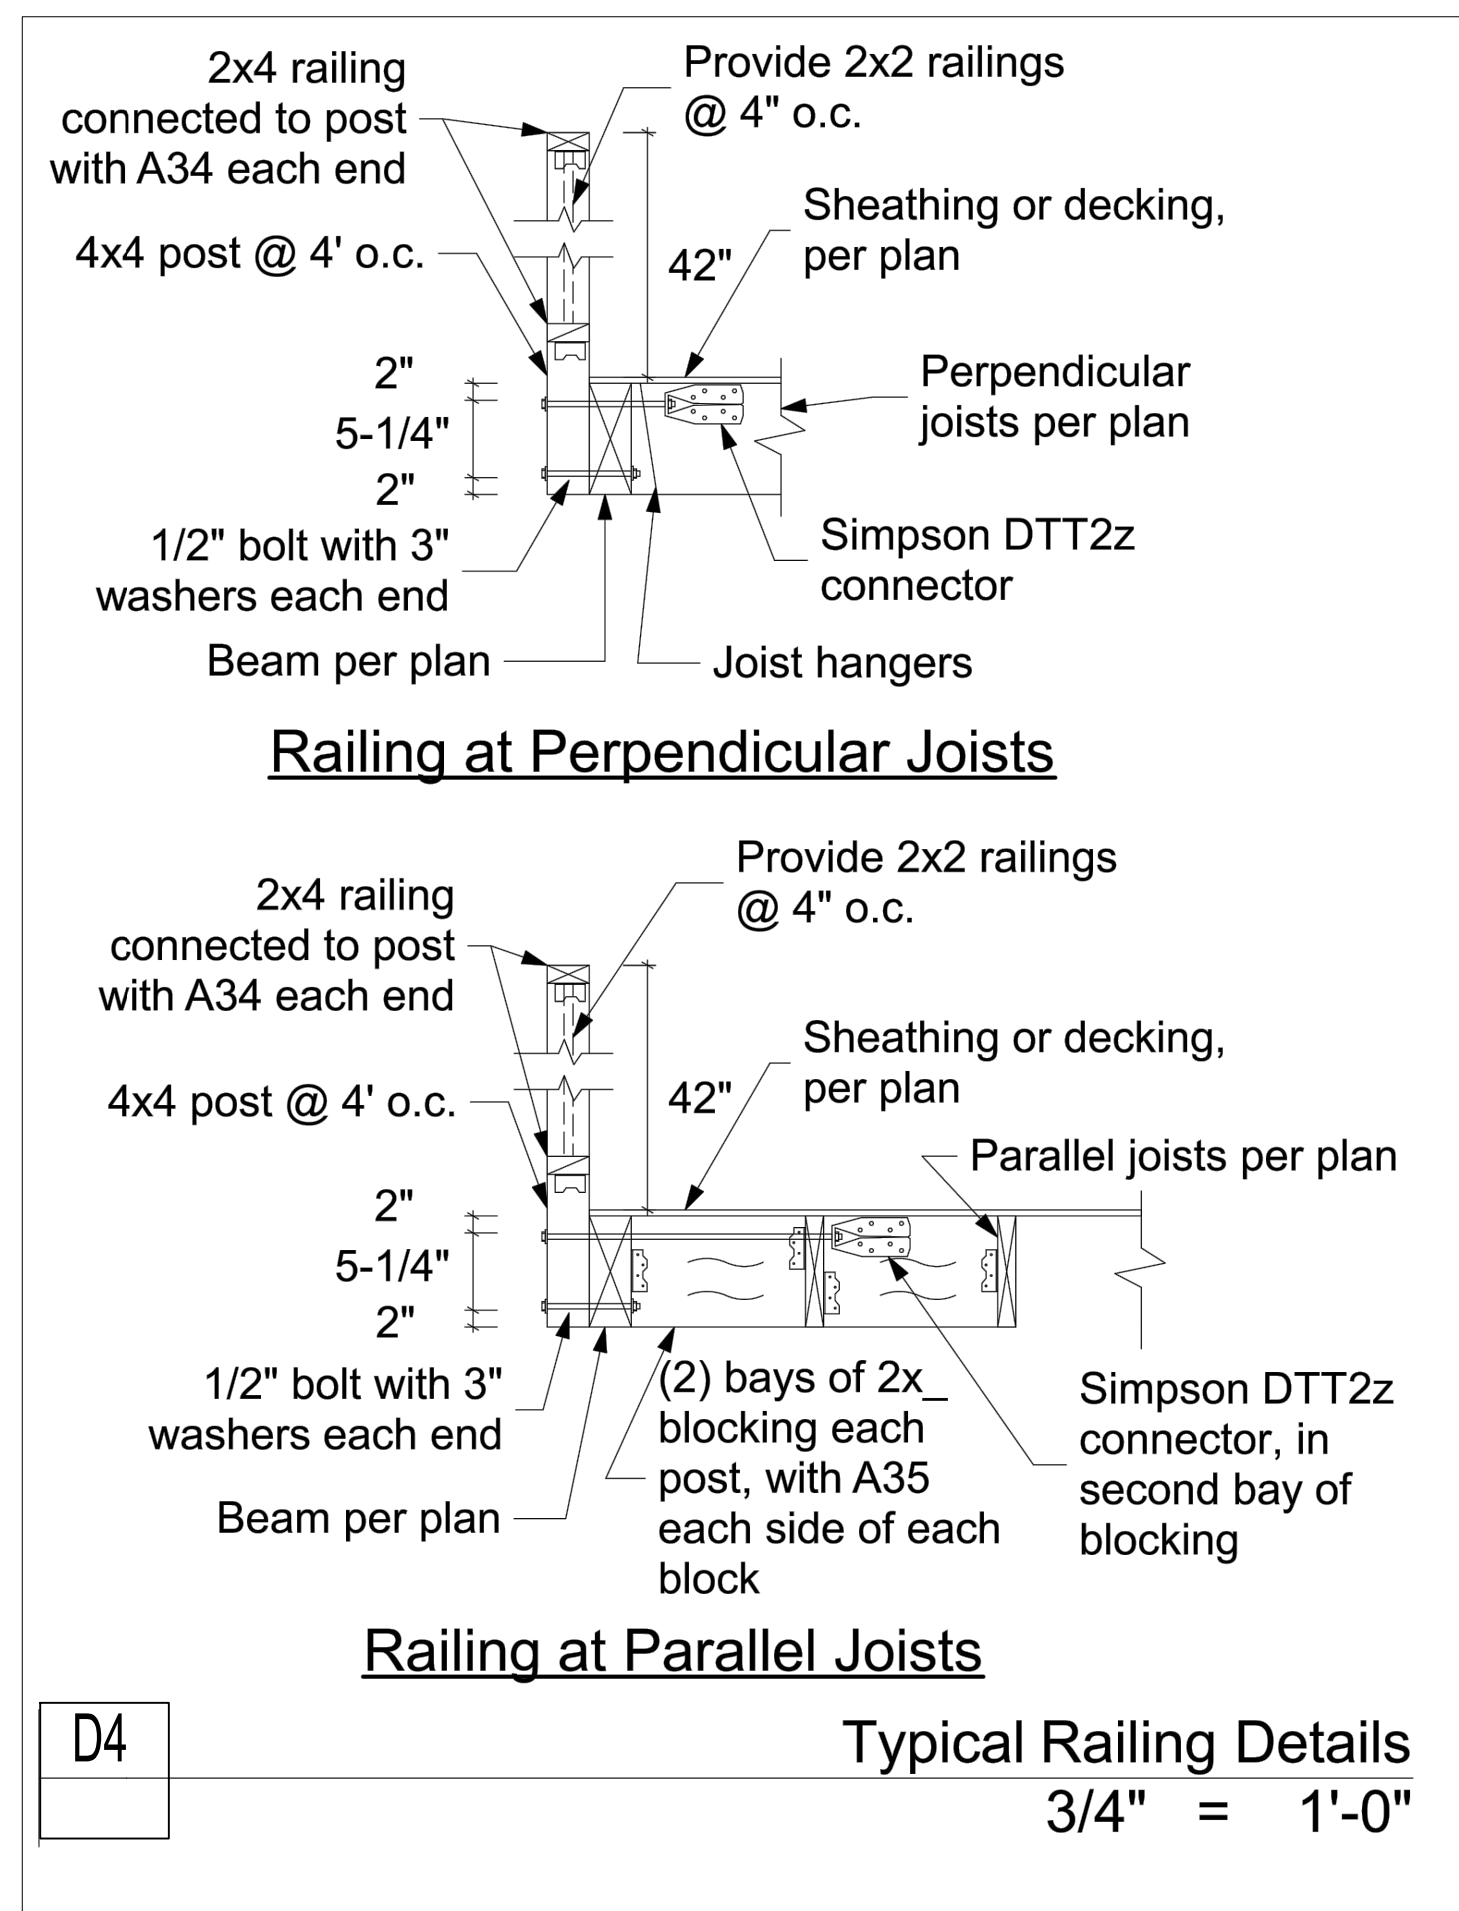 2x4 railing
connected to post
with A34 each end
Provide 2x2 railings
@ 4" o.c.
Sheathing or decking,
per plan
4x4 post @ 4' o.c.
42"
2"
5-1/4"
2"
Perpendicular
joists per plan
1/2" bolt with 3"
washers each end
Simpson DTT2z
connector
Beam per plan
Joist hangers
Railing at Perpendicular Joists
Provide 2x2 railings
@ 4" o.c.
2x4 railing
connected to post
with A34 each end
Sheathing or decking,
per plan
4x4 post @ 4' o.c.
42"
Parallel joists per plan
2"
5-1/4"
2"
1/2" bolt with 3"
washers each end
(2) bays of 2x_
blocking each
post, with A35
each side of each
block
Simpson DTT2z
connector, in
second bay of
blocking
Beam per plan
Railing at Parallel Joists
D4
Typical Railing Details
3/4" = 1'-0"